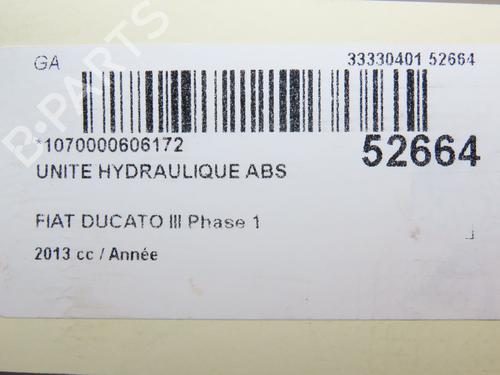 GA 33330401 52664
*1070000606172 52664
UNITE HYDRAULIQUE ABS
FIAT DUCATO III Phase 1
2013 cc / Année
B-PARTS